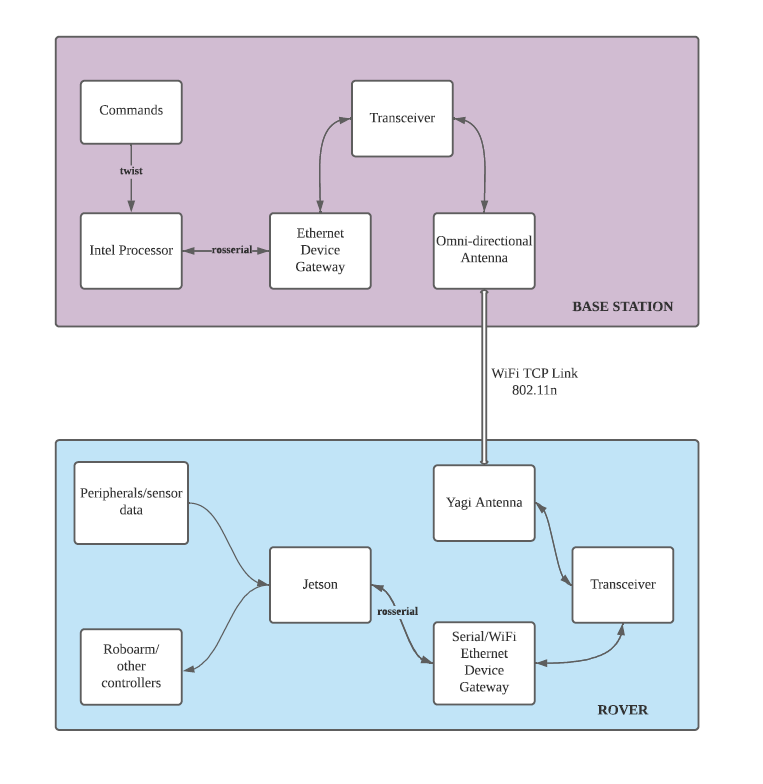 Commands
Transceiver
twist
Intel Processor
rosserial
Ethernet
Device
Gateway
Omni-directional
Antenna
BASE STATION
WiFi TCP Link
802.11n
Peripherals/sensor
data
Yagi Antenna
Jetson
Transceiver
rosserial
Roboarm/
other
controllers
Serial/WiFi
Ethernet
Device
Gateway
ROVER